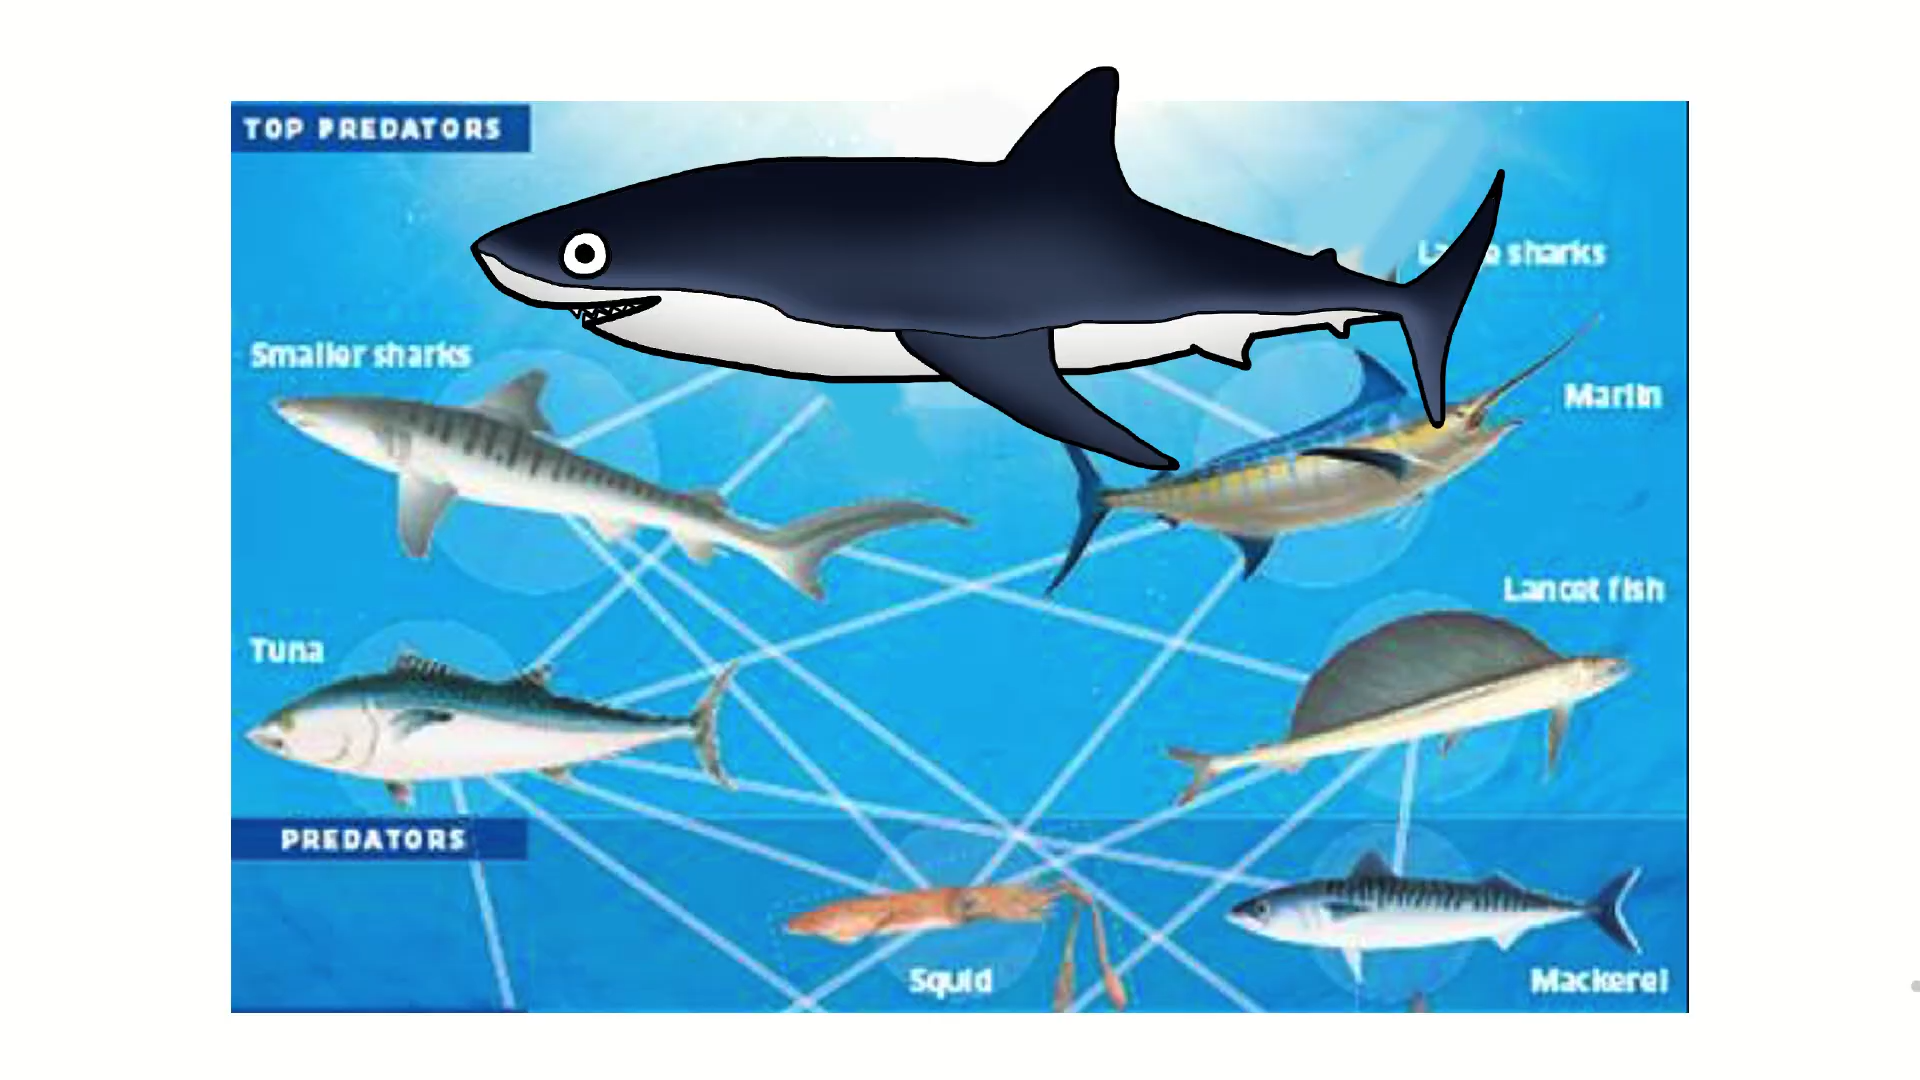 TOP PREDATORS
sharks
Smaller sharks
Marlin
Lancet fish
Tuna
PREDATORS
Squid
Mackerel